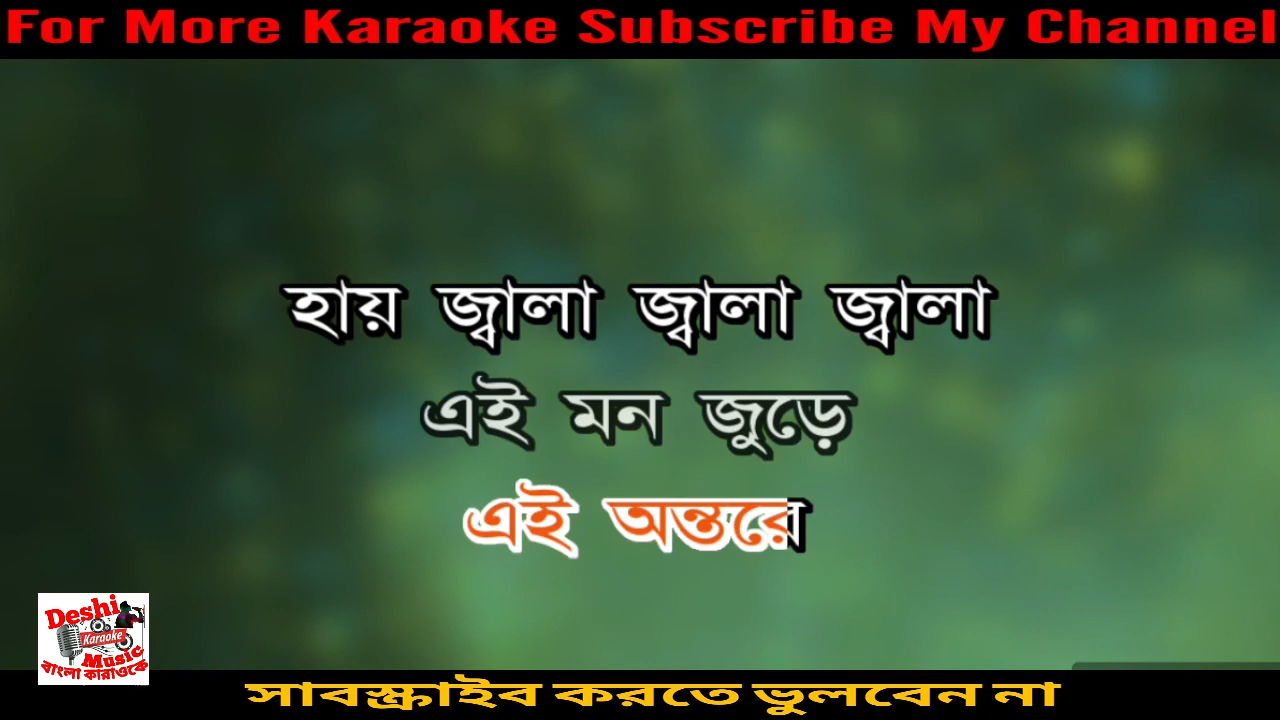 For More Karaoke Subscribe My Channel
হায় জ্বালা জ্বালা জ্বালা
এই মন জুড়ে
এই অন্তরে
Deshi
Karaoke
Music
বাংলা কারাওকে
সাবস্ক্রাইব করতে ভুলবেন না